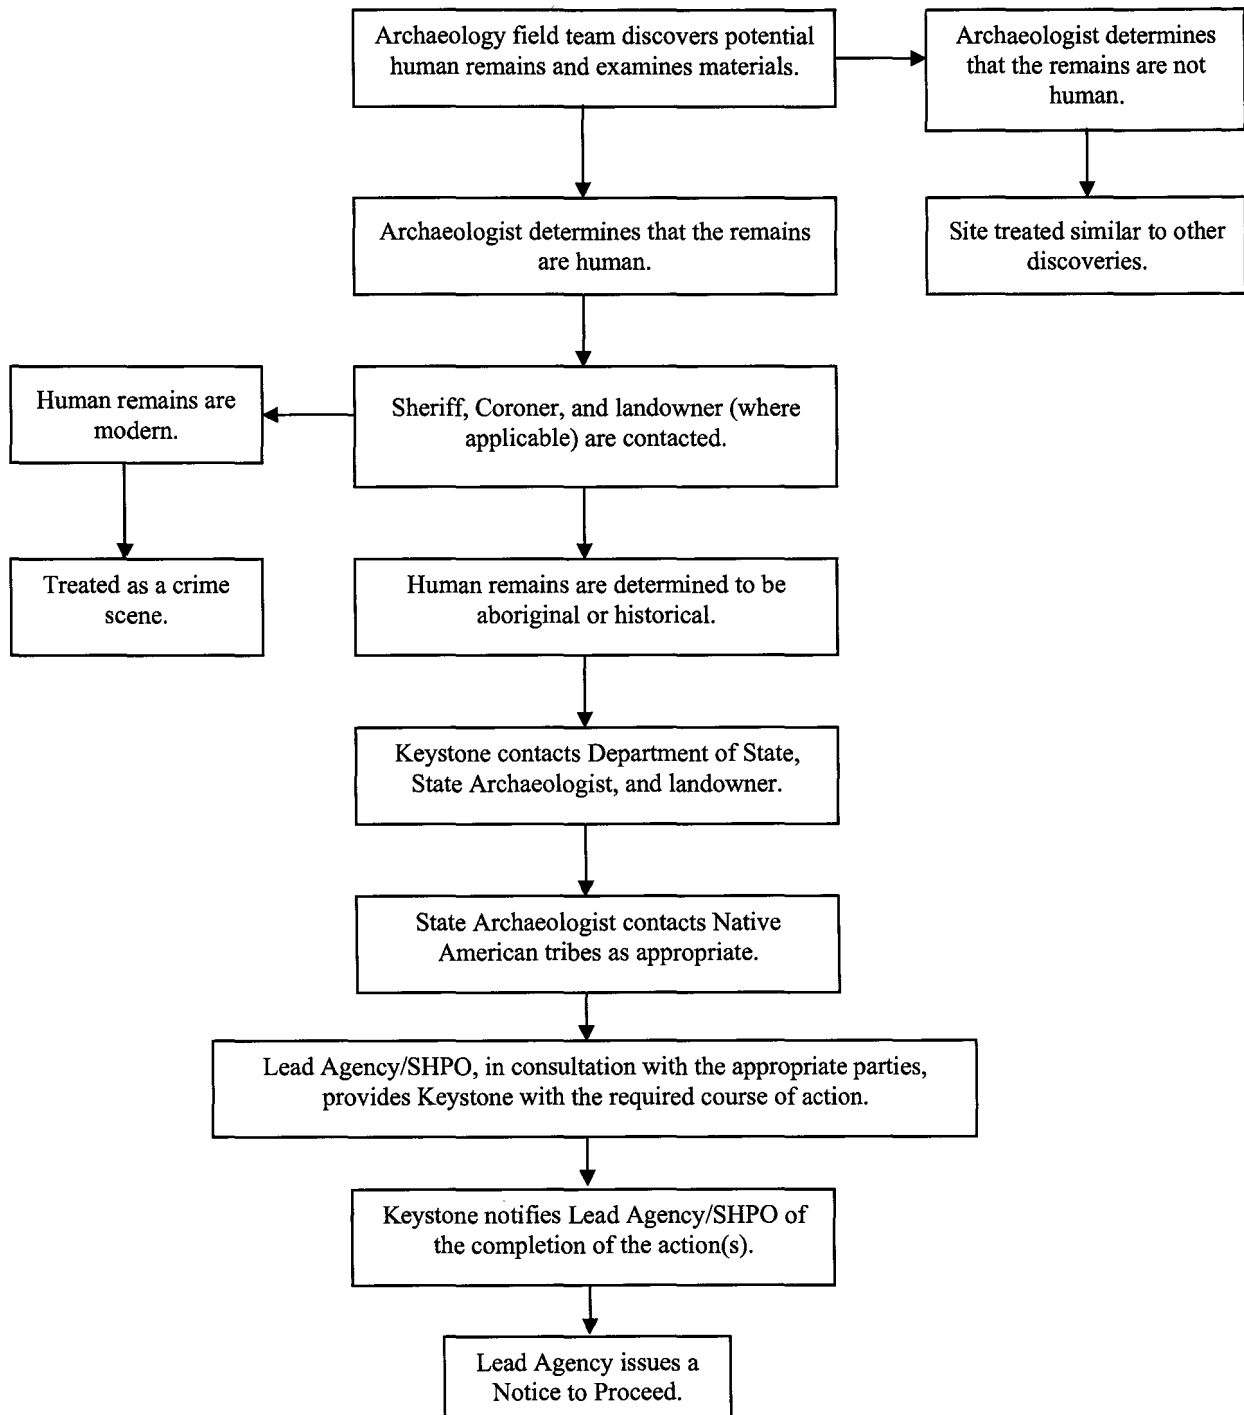 Archaeology field team discovers potential
human remains and examines materials.
Archaeologist determines
that the remains are not
human.
Archaeologist determines that the remains
are human.
Site treated similar to other
discoveries.
Human remains are
modern.
Sheriff, Coroner, and landowner (where
applicable) are contacted.
Treated as a crime
scene.
Human remains are determined to be
aboriginal or historical.
Keystone contacts Department of State,
State Archaeologist, and landowner.
State Archaeologist contacts Native
American tribes as appropriate.
Lead Agency/SHPO, in consultation with the appropriate parties,
provides Keystone with the required course of action.
Keystone notifies Lead Agency/SHPO of
the completion of the action(s).
Lead Agency issues a
Notice to Proceed.